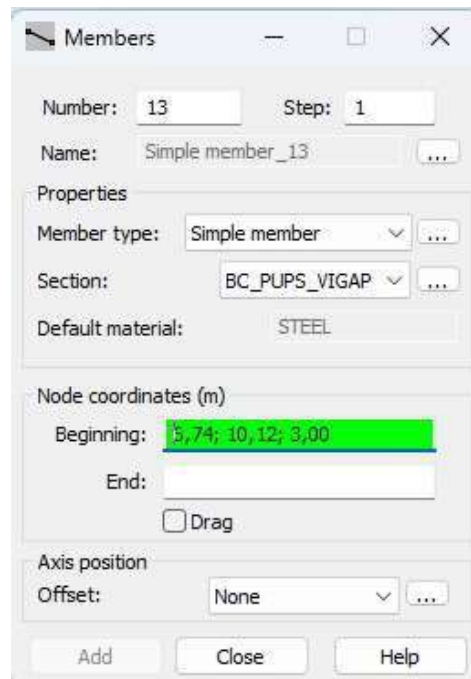 Members
Number: 13 Step: 1
Name: Simple member_13 ...
Properties
Member type: Simple member ...
Section: BC_PUPS_VIGAP ...
Default material: STEEL
Node coordinates (m)
Beginning: 5,74; 10,12; 3,00
End:
Drag
Axis position
Offset: None ...
Add Close Help